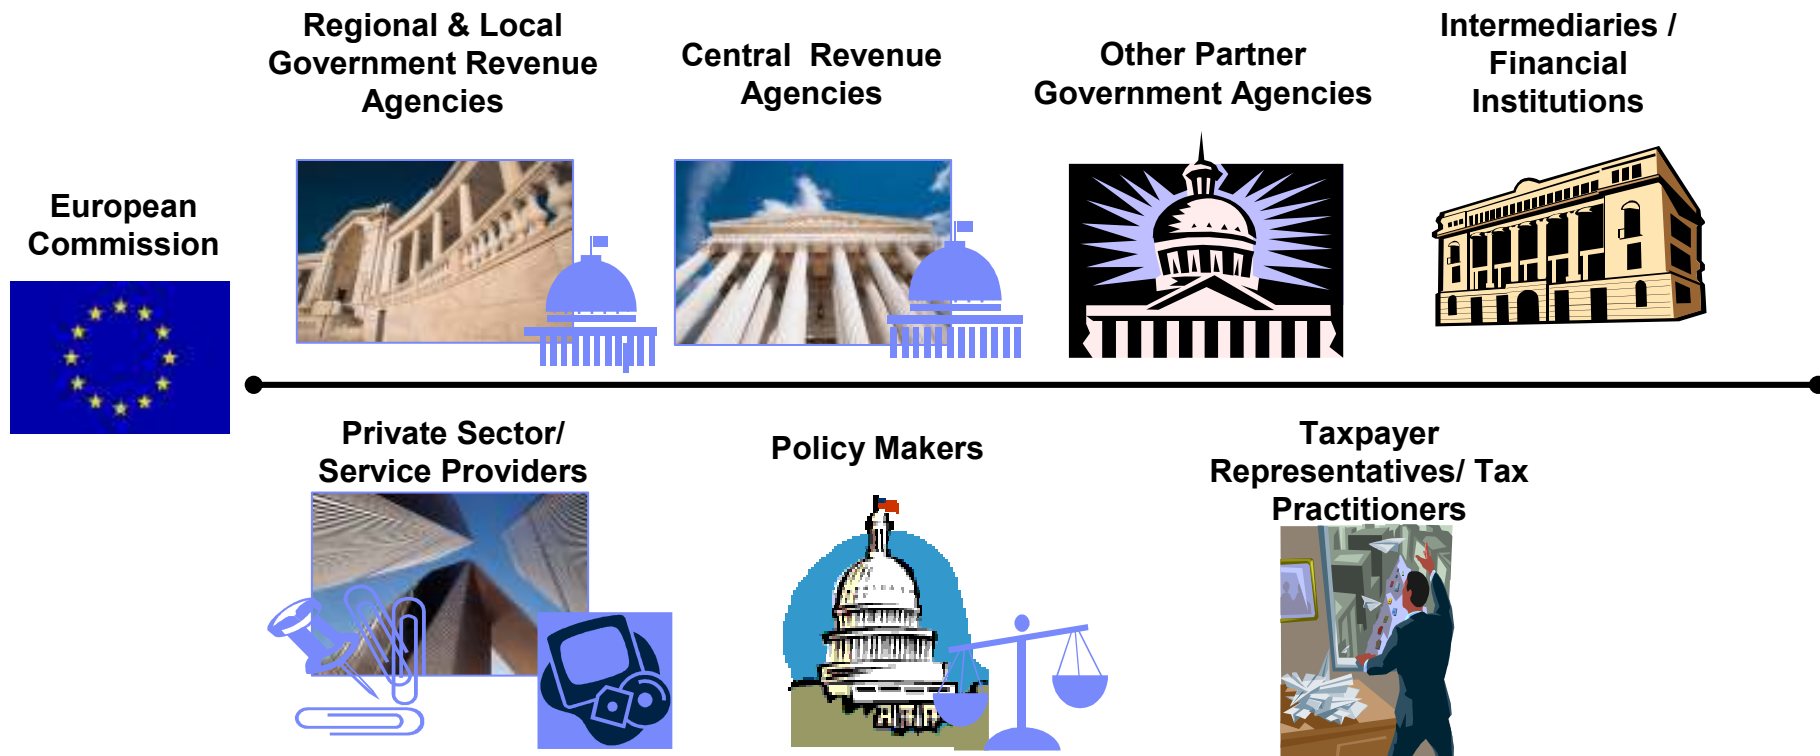 Regional & Local
Government Revenue
Agencies
Central Revenue
Agencies
Other Partner
Government Agencies
Intermediaries /
Financial
Institutions
European
Commission
Private Sector/
Service Providers
Policy Makers
Taxpayer
Representatives/ Tax
Practitioners